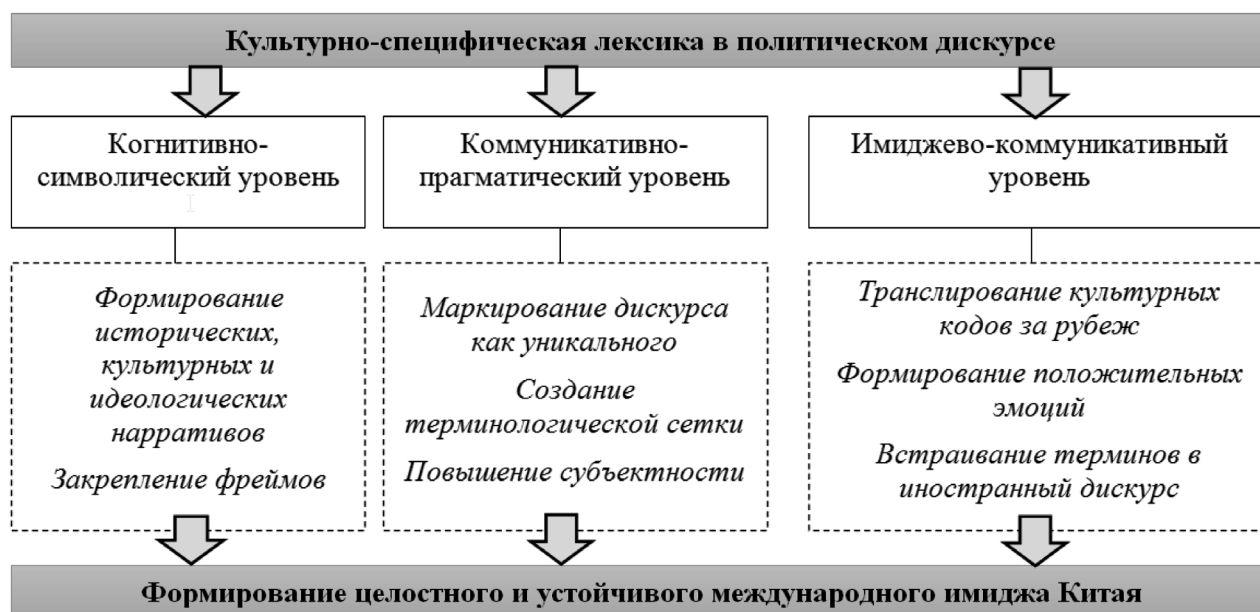 Культурно-специфическая лексика в политическом дискурсе
Когнитивно-
символический уровень
Коммуникативно-
прагматический уровень
Имиджево-коммуникативный
уровень
Формирование
исторических,
культурных и
идеологических
нарративов
Закрепление фреймов
Маркирование дискурса
как уникального
Создание
терминологической сетки
Повышение субъектности
Транслирование культурных
кодов за рубеж
Формирование положительных
эмоций
Встраивание терминов в
иностранный дискурс
Формирование целостного и устойчивого международного имиджа Китая